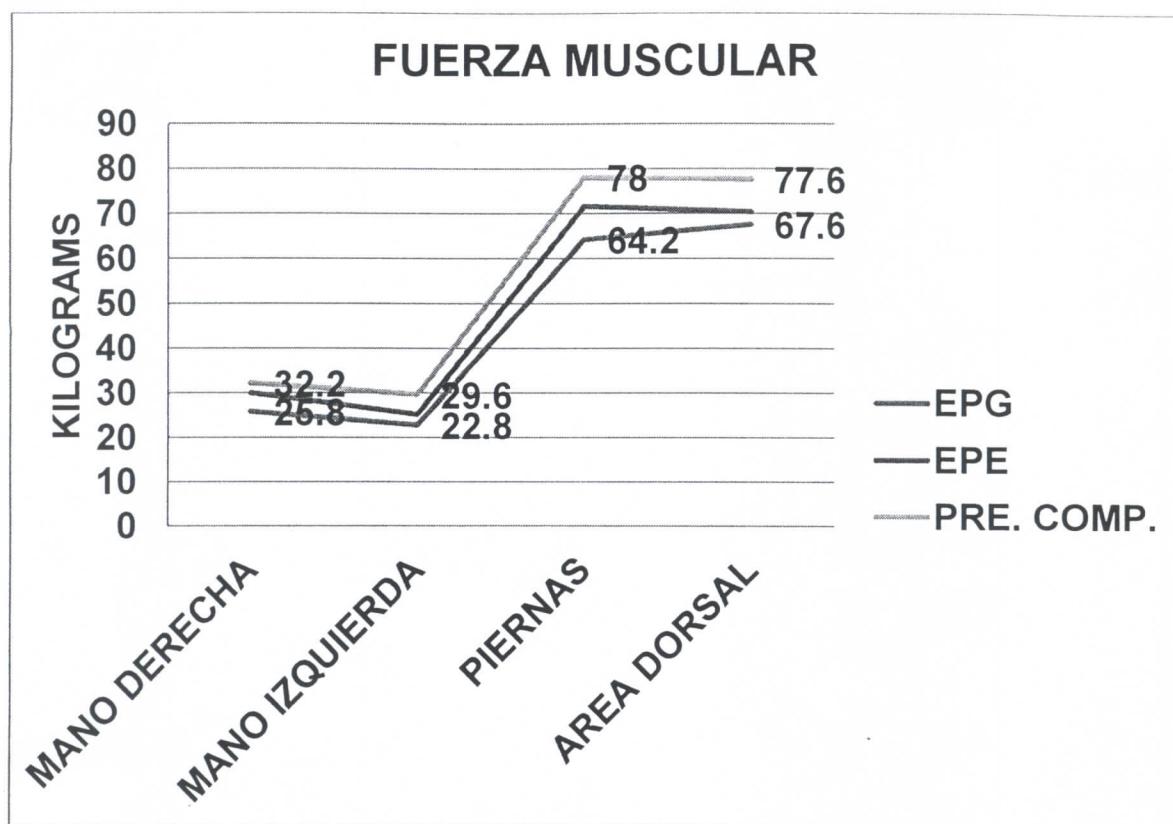 FUERZA MUSCULAR
KILOGRAMS
90
80
70
60
50
40
30
20
10
0
32.2
25.8
29.6
22.8
78
64.2
77.6
67.6
MANO DERECHA
MANO IZQUIERDA
PIERNAS
AREA DORSAL
EPG
EPE
PRE. COMP.